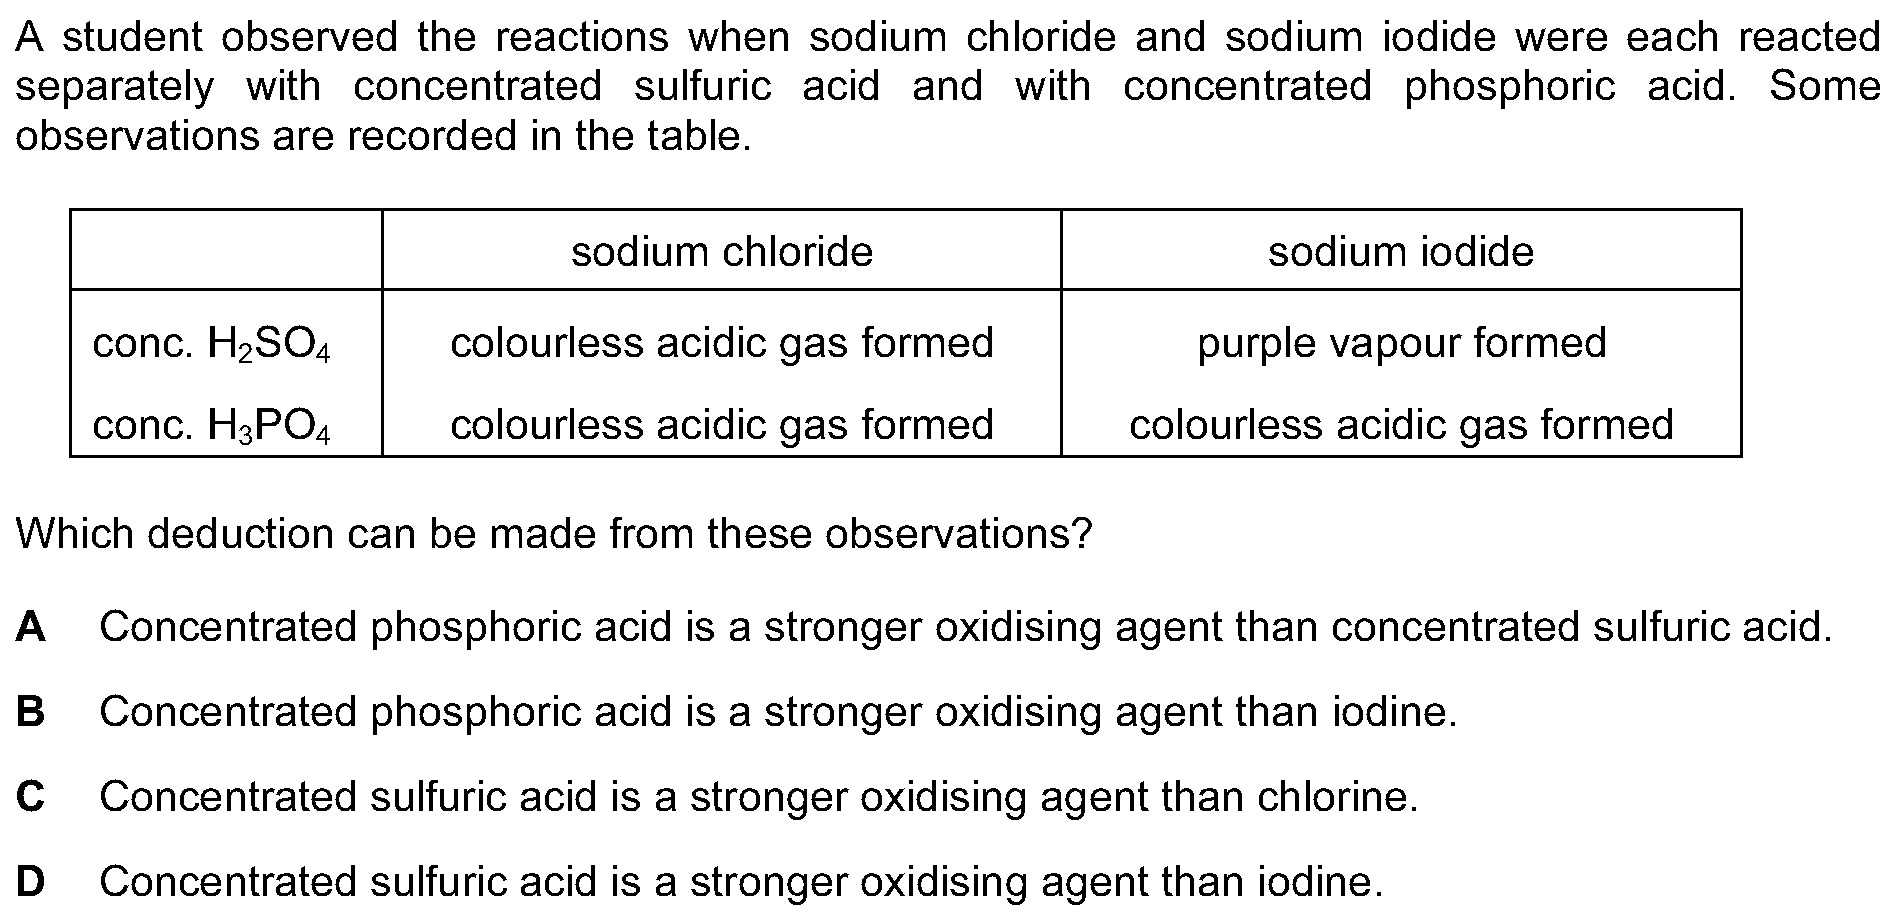 A student observed the reactions when sodium chloride and sodium iodide were each reacted
separately with concentrated sulfuric acid and with concentrated phosphoric acid. Some
observations are recorded in the table.
sodium chloride sodium iodide
conc. H₂SO₄ colourless acidic gas formed purple vapour formed
conc. H₃PO₄ colourless acidic gas formed colourless acidic gas formed
Which deduction can be made from these observations?
A Concentrated phosphoric acid is a stronger oxidising agent than concentrated sulfuric acid.
B Concentrated phosphoric acid is a stronger oxidising agent than iodine.
C Concentrated sulfuric acid is a stronger oxidising agent than chlorine.
D Concentrated sulfuric acid is a stronger oxidising agent than iodine.